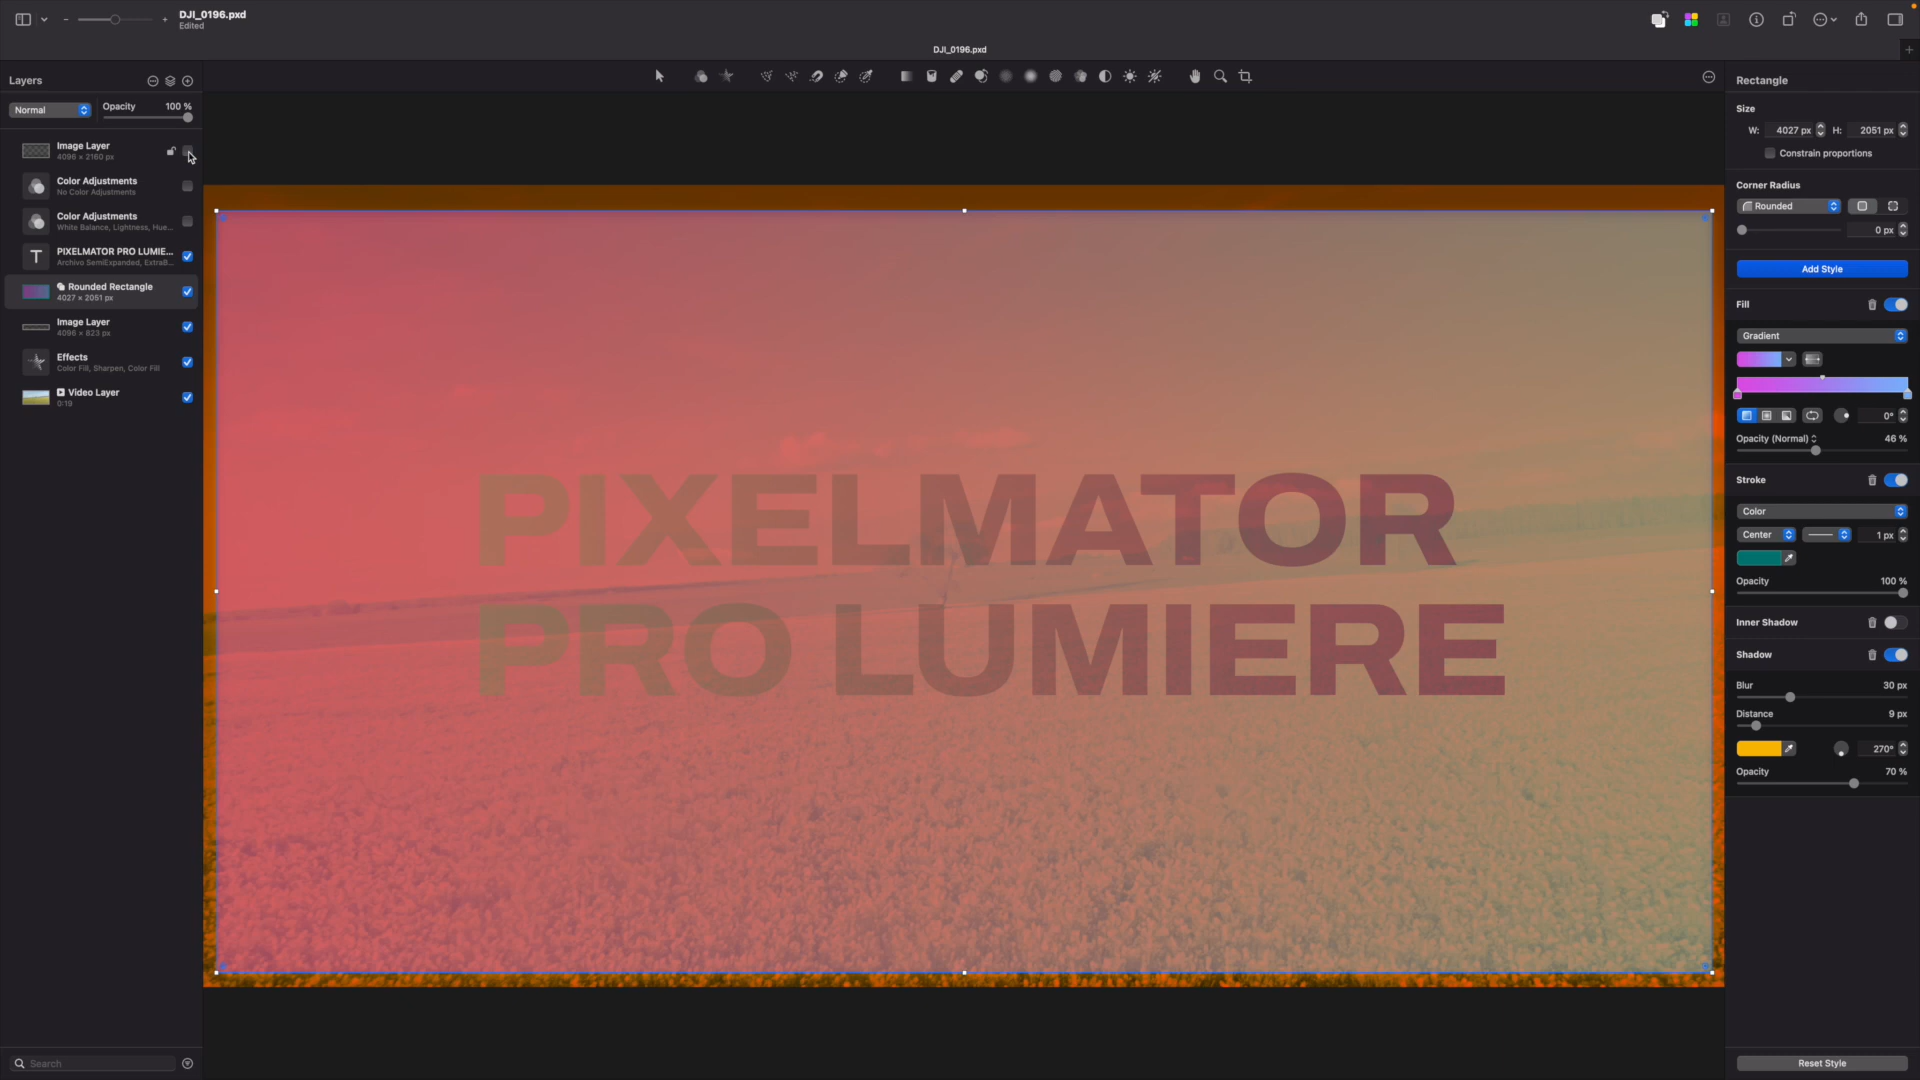 DJI_0196.pxd
Edited
DJI_0196.pxd
Layers
Normal
Opacity 100 %
Image Layer
4096 × 2160 px
Color Adjustments
No Color Adjustments
Color Adjustments
White Balance, Lightness, Hue...
T PIXELMATOR PRO LUMIE...
Archivo SemiExpanded, ExtraB...
Rounded Rectangle
4027 × 2051 px
Image Layer
4096 × 823 px
Effects
Color Fill, Sharpen, Color Fill
Video Layer
0:19
Search
PIXELMATOR
PRO LUMIERE
Rectangle
Size
W: 4027 px H: 2051 px
Constrain proportions
Corner Radius
Rounded
0 px
Add Style
Fill
Gradient
0°
Opacity (Normal) 46 %
Stroke
Color
Center 1 px
Opacity 100 %
Inner Shadow
Shadow
Blur 30 px
Distance 9 px
270°
Opacity 70 %
Reset Style